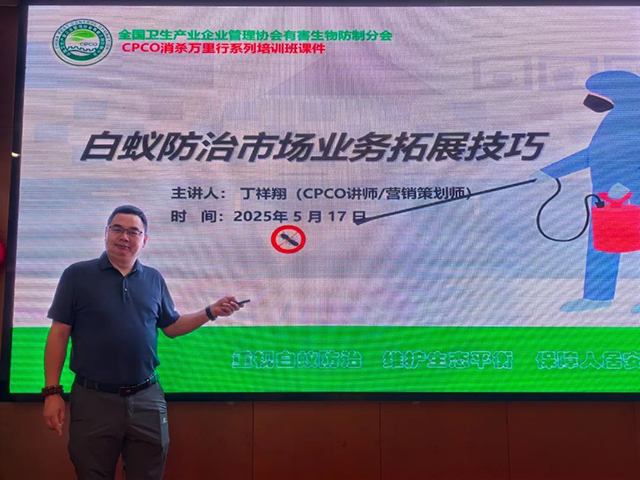 全国卫生产业企业管理协会有害生物防制分会
CPCO消杀万里行系列培训班课件
CPCO
白蚁防治市场业务拓展技巧
主讲人: 丁祥翔(CPCO讲师/营销策划师)
时 间: 2025年5月17日
重视白蚁防治 维护生态平衡 保障人居安